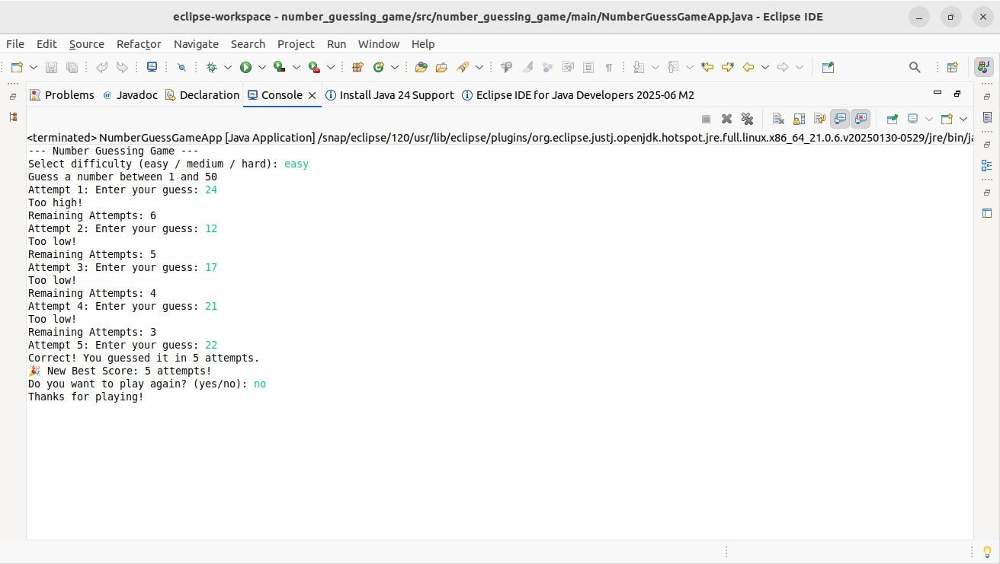 eclipse-workspace - number_guessing_game/src/number_guessing_game/main/NumberGuessGameApp.java - Eclipse IDE
File Edit Source Refactor Navigate Search Project Run Window Help
Problems @ Javadoc Declaration Console Install Java 24 Support Eclipse IDE for Java Developers 2025-06 M2
<terminated> NumberGuessGameApp [Java Application] /snap/eclipse/120/usr/lib/eclipse/plugins/org.eclipse.justj.openjdk.hotspot.jre.full.linux.x86_64_21.0.6.v20250130-0529/jre/bin/ja
--- Number Guessing Game ---
Select difficulty (easy / medium / hard): easy
Guess a number between 1 and 50
Attempt 1: Enter your guess: 24
Too high!
Remaining Attempts: 6
Attempt 2: Enter your guess: 12
Too low!
Remaining Attempts: 5
Attempt 3: Enter your guess: 17
Too low!
Remaining Attempts: 4
Attempt 4: Enter your guess: 21
Too low!
Remaining Attempts: 3
Attempt 5: Enter your guess: 22
Correct! You guessed it in 5 attempts.
🎉 New Best Score: 5 attempts!
Do you want to play again? (yes/no): no
Thanks for playing!